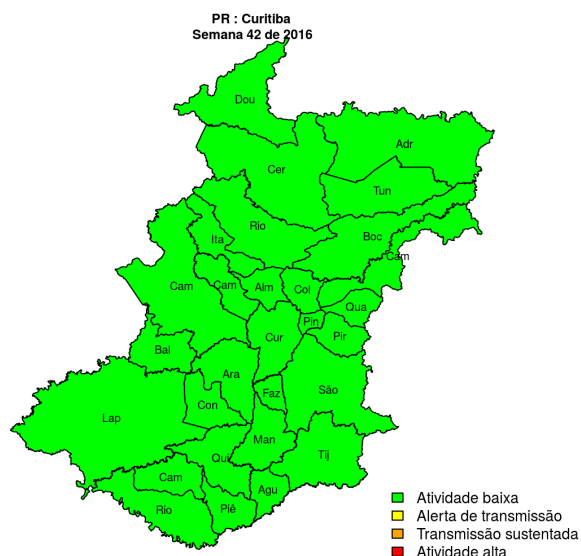 PR : Curitiba
Semana 42 de 2016
Dou
Adr
Cer
Tun
Rio
Ita
Boc
Cam
Cam
Cam
Alm
Col
Qua
Pin
Cur
Pir
Bal
Ara
Faz
São
Con
Lap
Man
Qui
Tij
Cam
Agu
Rio
Piê
Atividade baixa
Alerta de transmissão
Transmissão sustentada
Atividade alta